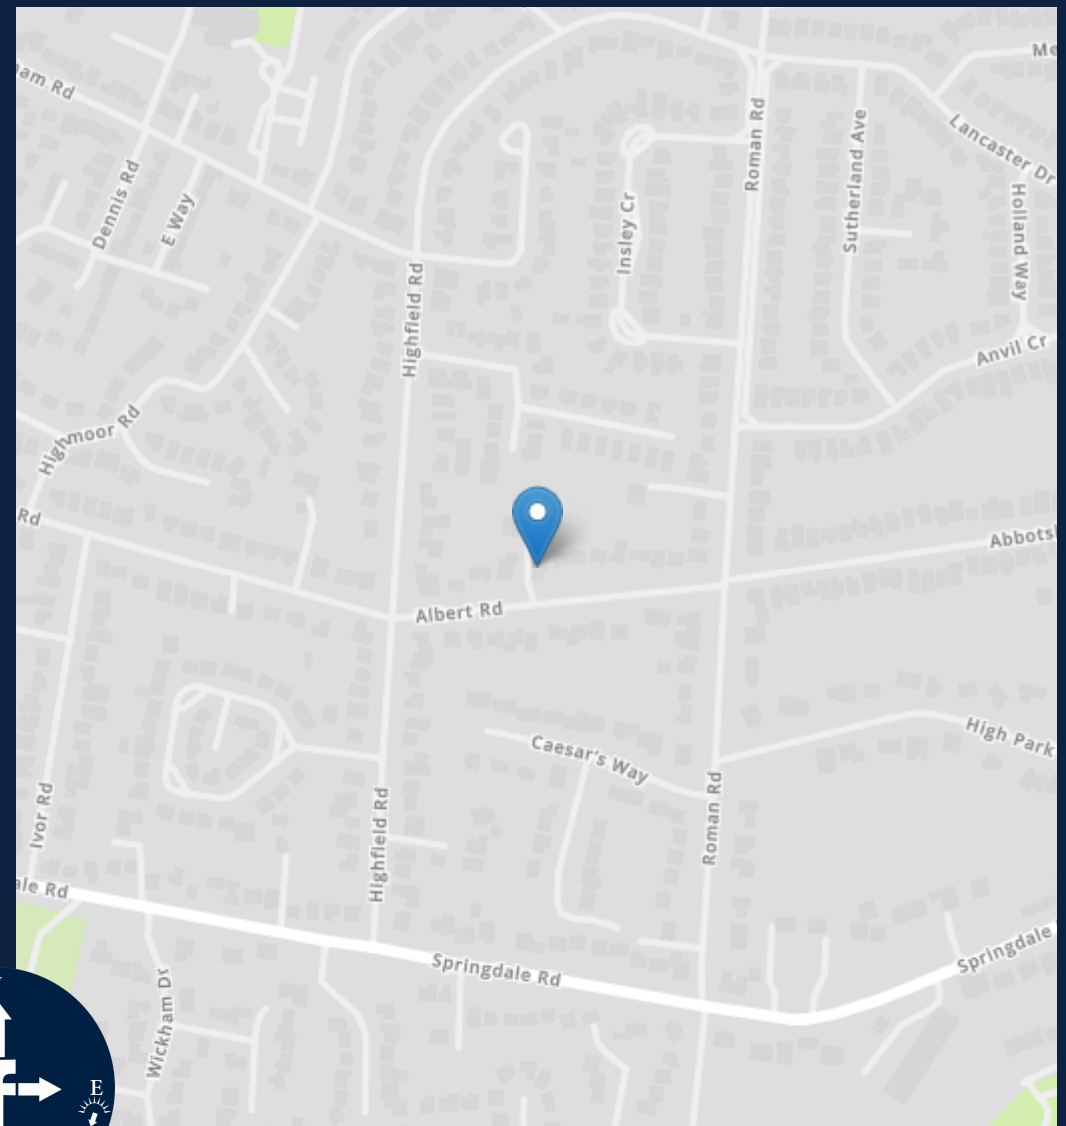 Me
am Rd
Roman Rd
Lancaster Dr
Sutherland Ave
Dennis Rd
E Way
Insley Cr
Holland Way
Highfield Rd
Anvil Cr
Highmoor Rd
Rd
Abbots
Albert Rd
High Park
Caesar's Way
Ivor Rd
Roman Rd
Highfield Rd
ale Rd
Springdale Rd
Springdale
Wickham Dr
E